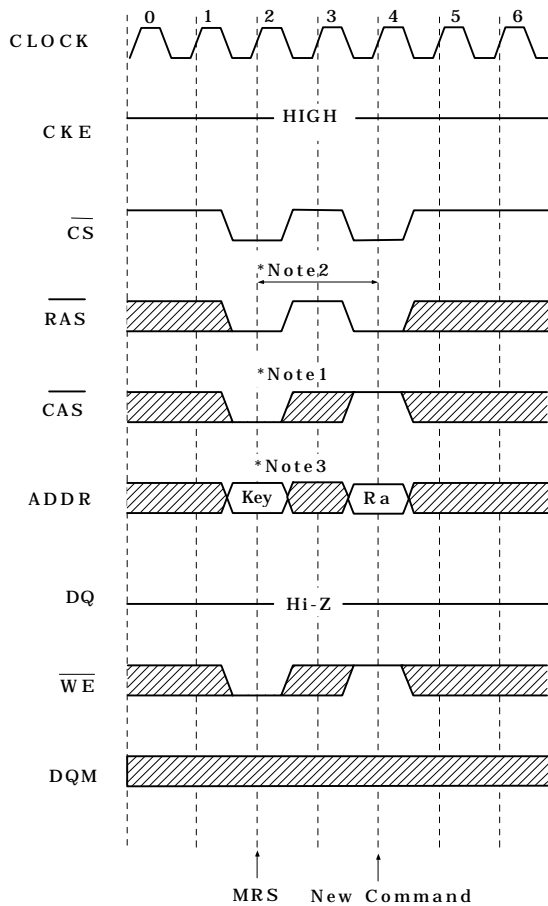 0 1 2 3 4 5 6
CLOCK
HIGH
CKE
CS
*Note2
RAS
*Note1
CAS
*Note3
ADDR Key Ra
DQ Hi-Z
WE
DQM
MRS New Command